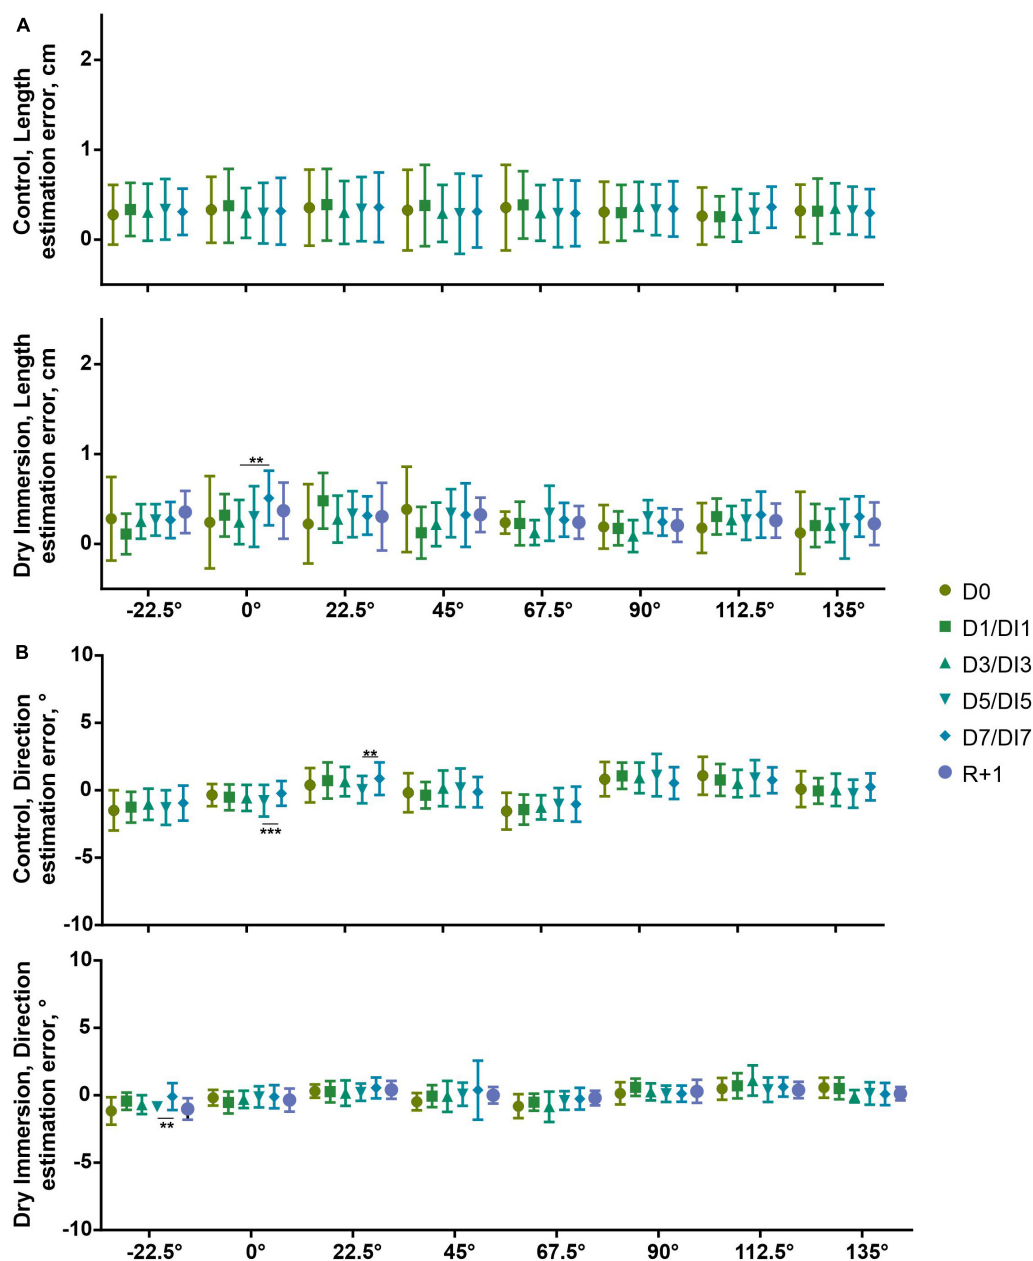 A
Control, Length
estimation error, cm
2
1
0
Dry Immersion, Length
estimation error, cm
2
1
0
**
-22.5° 0° 22.5° 45° 67.5° 90° 112.5° 135°
D0
D1/DI1
D3/DI3
D5/DI5
D7/DI7
R+1
B
Control, Direction
estimation error, °
10
5
0
-5
-10
**
***
Dry Immersion, Direction
estimation error, °
10
5
0
-5
-10
**
-22.5° 0° 22.5° 45° 67.5° 90° 112.5° 135°